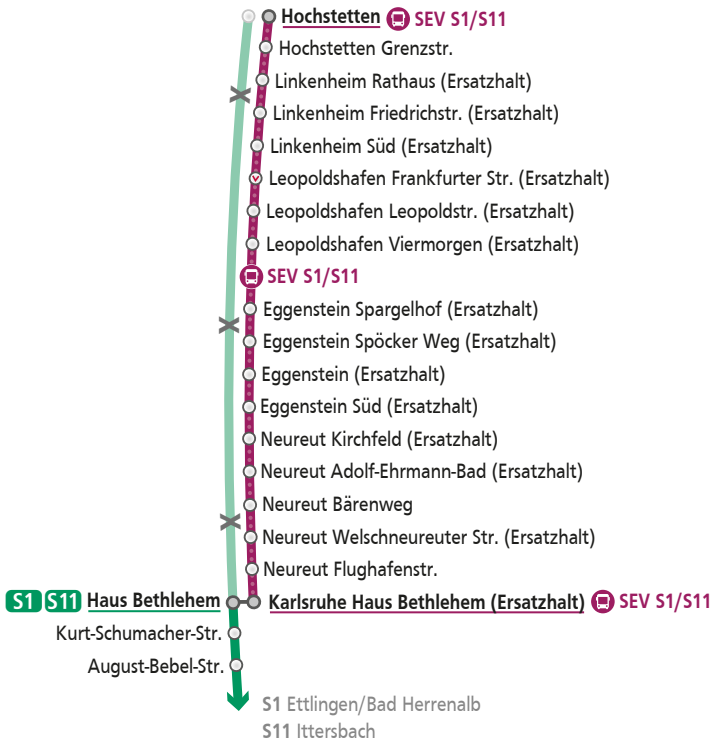 Hochstetten SEV S1/S11
Hochstetten Grenzstr.
Linkenheim Rathaus (Ersatzhalt)
Linkenheim Friedrichstr. (Ersatzhalt)
Linkenheim Süd (Ersatzhalt)
Leopoldshafen Frankfurter Str. (Ersatzhalt)
Leopoldshafen Leopoldstr. (Ersatzhalt)
Leopoldshafen Viermorgen (Ersatzhalt)
SEV S1/S11
Eggenstein Spargelhof (Ersatzhalt)
Eggenstein Spöcker Weg (Ersatzhalt)
Eggenstein (Ersatzhalt)
Eggenstein Süd (Ersatzhalt)
Neureut Kirchfeld (Ersatzhalt)
Neureut Adolf-Ehrmann-Bad (Ersatzhalt)
Neureut Bärenweg
Neureut Welschneureuter Str. (Ersatzhalt)
Neureut Flughafenstr.
S1 S11 Haus Bethlehem Karlsruhe Haus Bethlehem (Ersatzhalt) SEV S1/S11
Kurt-Schumacher-Str.
August-Bebel-Str.
S1 Ettlingen/Bad Herrenalb
S11 Ittersbach